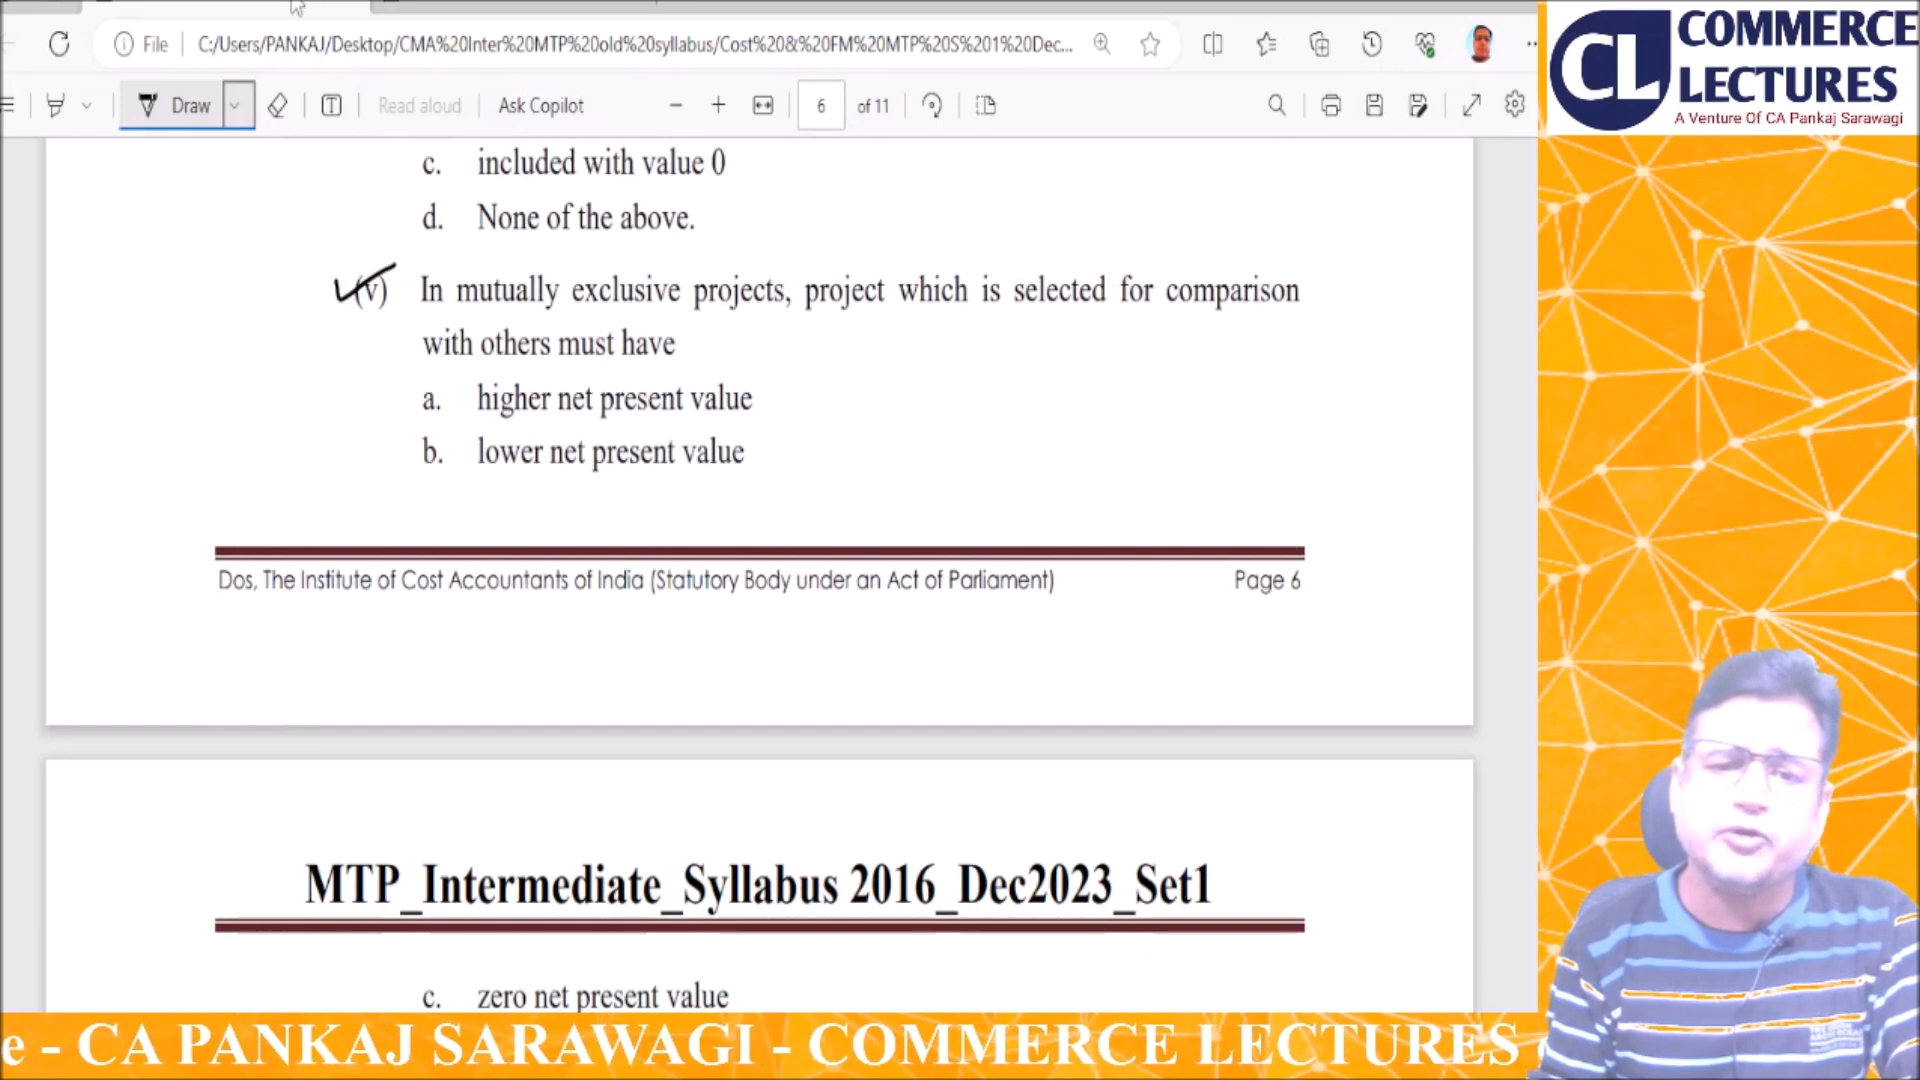 File
C:/Users/PANKAJ/Desktop/CMA%20Inter%20MTP%20old%20syllabus/Cost%20&%20FM%20MTP%20S%201%20Dec...
Draw
Read aloud
Ask Copilot
6
of 11
CL
COMMERCE
LECTURES
A Venture Of CA Pankaj Sarawagi
c. included with value 0
d. None of the above.
(v) In mutually exclusive projects, project which is selected for comparison
with others must have
a. higher net present value
b. lower net present value
Dos, The Institute of Cost Accountants of India (Statutory Body under an Act of Parliament)
Page 6
MTP_Intermediate_Syllabus 2016_Dec2023_Set1
c. zero net present value
e - CA PANKAJ SARAWAGI - COMMERCE LECTURES